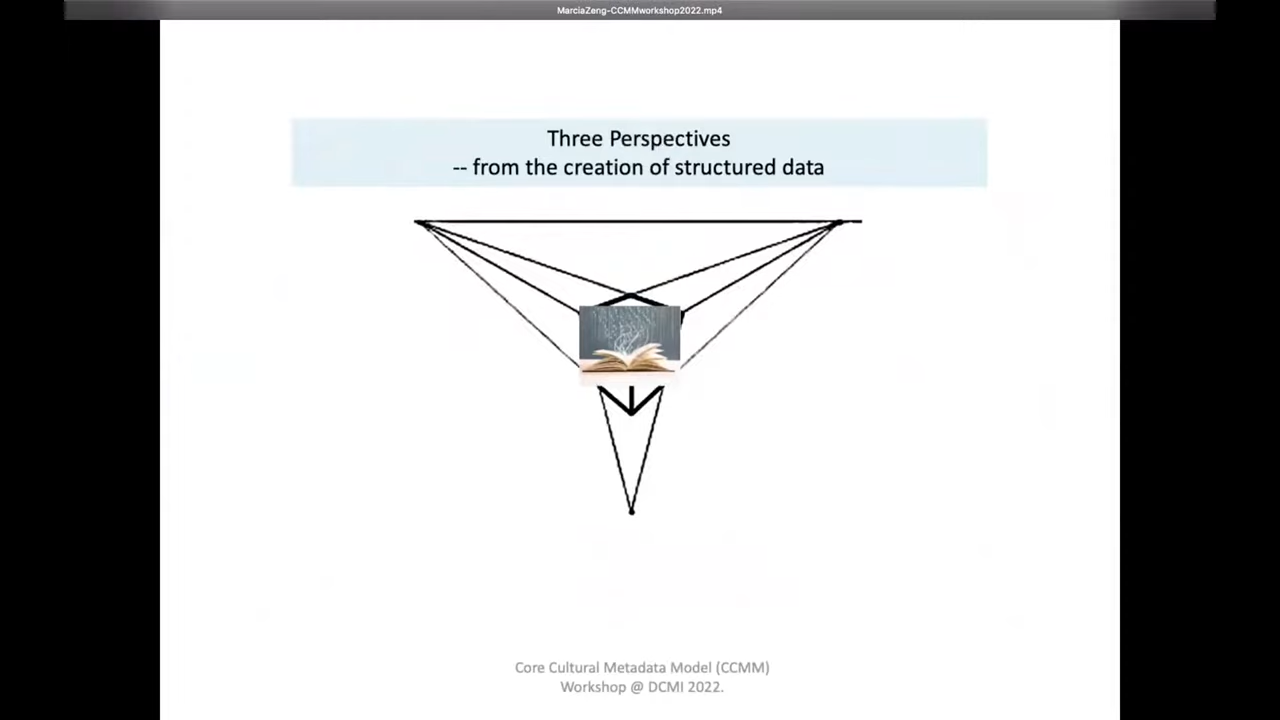 MarciaZeng-CCMMworkshop2022.mp4
Three Perspectives
-- from the creation of structured data
Core Cultural Metadata Model (CCMM)
Workshop @ DCMI 2022.